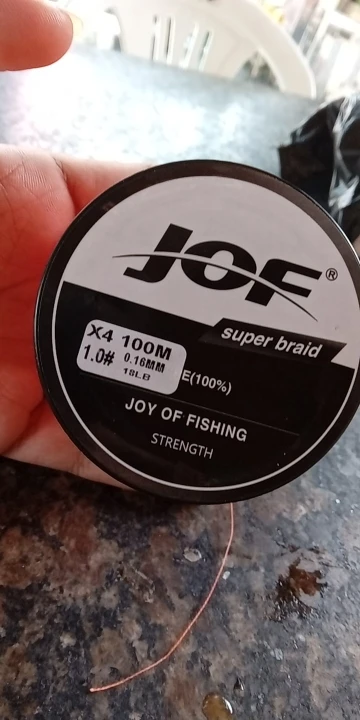 JOF®
super braid
X4 100M
1.0# 0.16MM
18LB
E(100%)
JOY OF FISHING
STRENGTH